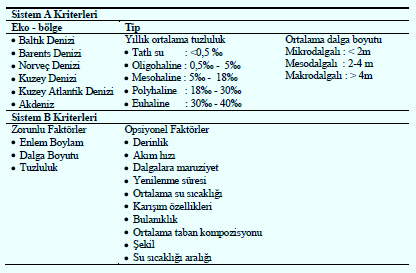 Sistem A Kriterleri
Eko - bölge Tip
• Baltık Denizi Yıllık ortalama tuzluluk Ortalama dalga boyutu
• Barents Denizi • Tatlı su : <0,5 ‰ Mikrodalgalı : < 2m
• Norveç Denizi • Oligohaline : 0,5‰ - 5‰ Mesodalgalı : 2-4 m
• Kuzey Denizi • Mesohaline : 5‰ - 18‰ Makrodalgalı : > 4m
• Kuzey Atlantik Denizi • Polyhaline : 18‰ - 30‰
• Akdeniz • Euhaline : 30‰ - 40‰
Sistem B Kriterleri
Zorunlu Faktörler Opsiyonel Faktörler
• Enlem Boylam • Derinlik
• Dalga Boyutu • Akım hızı
• Tuzluluk • Dalgalara maruziyet
• Yenilenme süresi
• Ortalama su sıcaklığı
• Karışım özellikleri
• Bulanıklık
• Ortalama taban kompozisyonu
• Şekil
• Su sıcaklığı aralığı